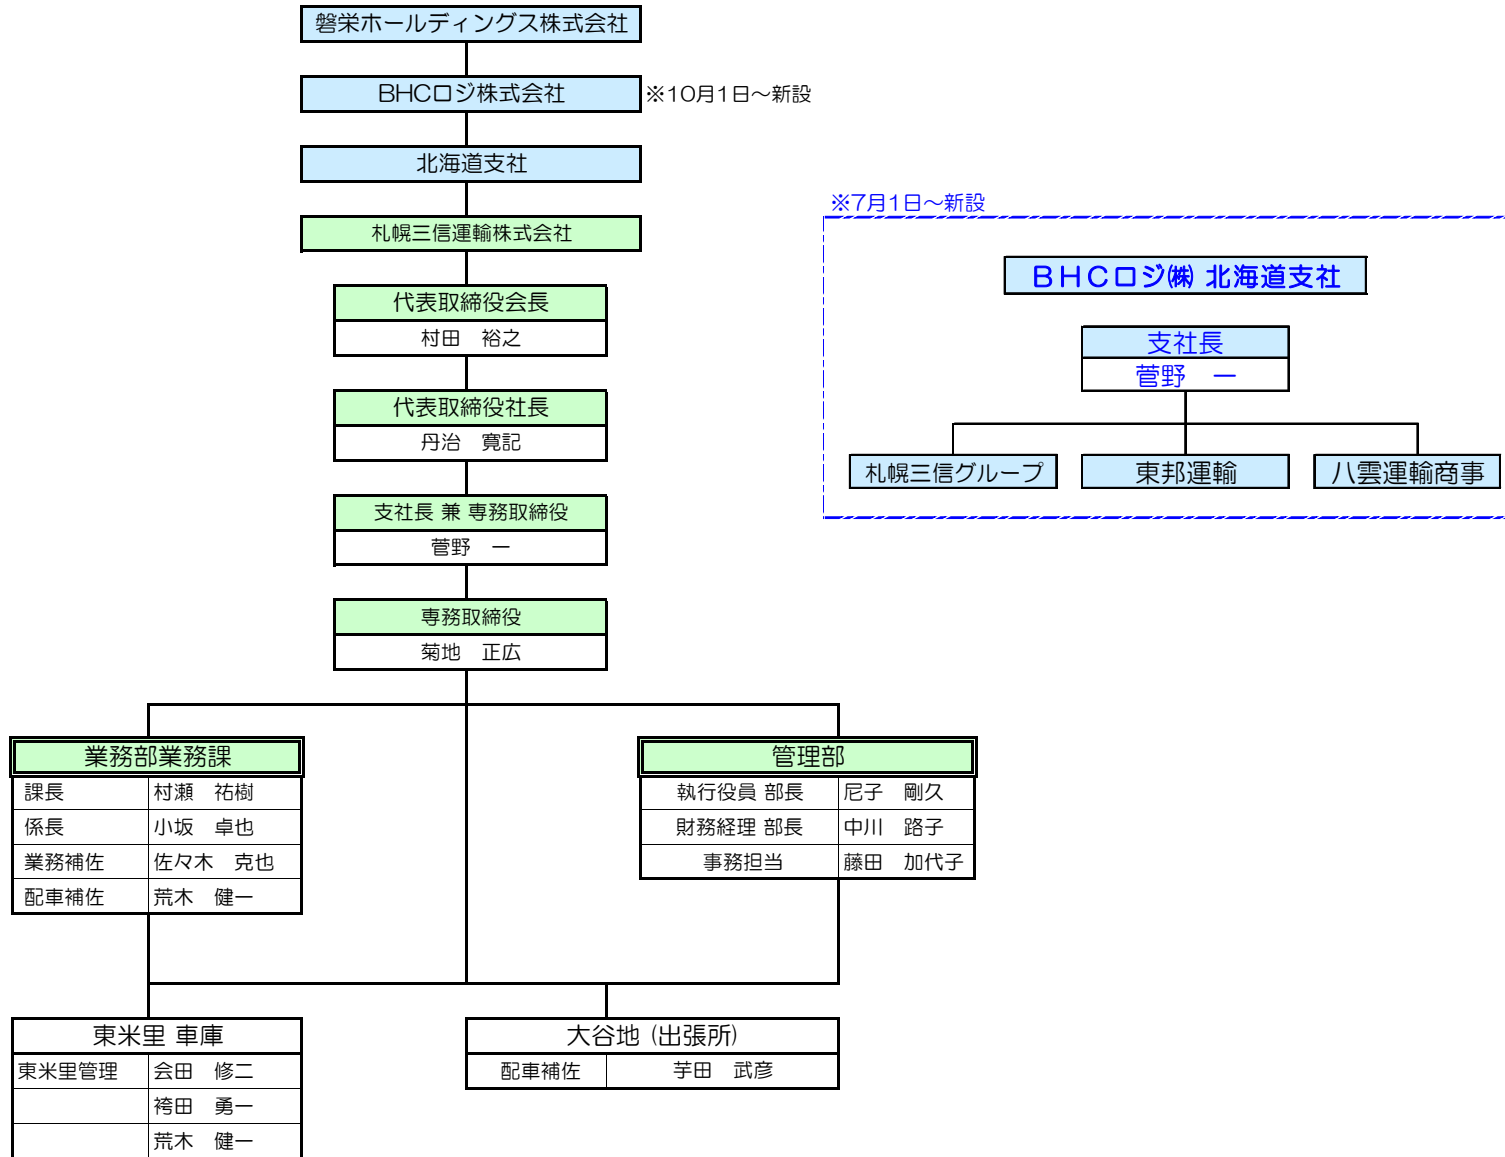 磐栄ホールディングス株式会社
BHCロジ株式会社 ※10月1日～新設
北海道支社
札幌三信運輸株式会社
代表取締役会長
村田　裕之
代表取締役社長
丹治　寛記
支社長 兼 専務取締役
菅野　一
専務取締役
菊地　正広
※7月1日～新設
ＢＨＣロジ㈱ 北海道支社
支社長
菅野　一
札幌三信グループ 東邦運輸 八雲運輸商事
業務部業務課
課長 村瀬　祐樹
係長 小坂　卓也
業務補佐 佐々木　克也
配車補佐 荒木　健一
管理部
執行役員 部長 尼子　剛久
財務経理 部長 中川　路子
事務担当 藤田　加代子
東米里 車庫
東米里管理 会田　修二
袴田　勇一
荒木　健一
大谷地 (出張所)
配車補佐 芋田　武彦